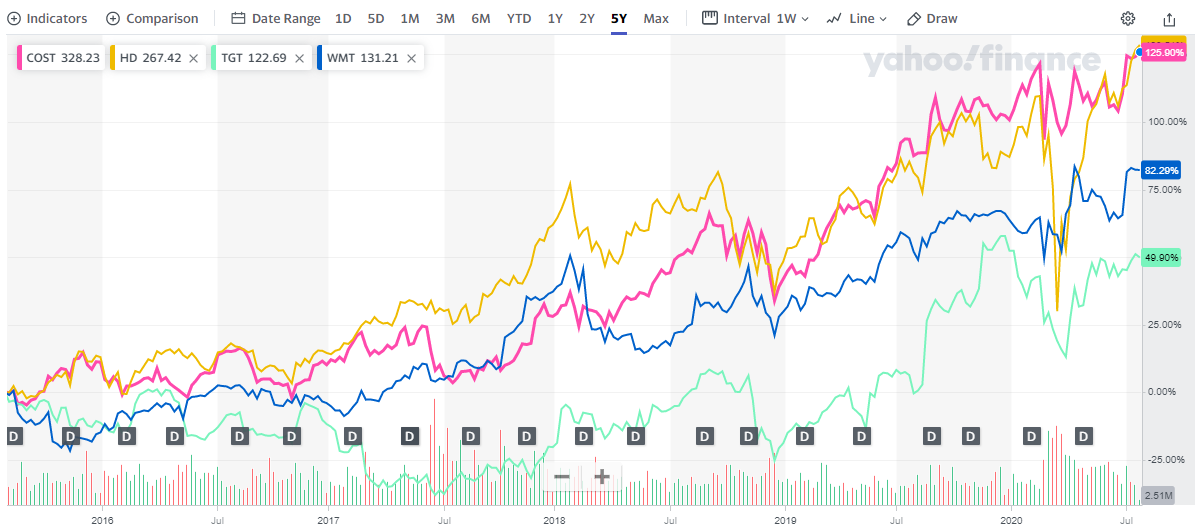 Indicators Comparison Date Range 1D 5D 1M 3M 6M YTD 1Y 2Y 5Y Max Interval 1W Line Draw
COST 328.23 HD 267.42 TGT 122.69 WMT 131.21
yahoo!finance
125.90%
100.00%
82.29%
75.00%
49.90%
25.00%
0.00%
D D D D D D D D D D D D D D D D D D D D
-25.00%
2.51M
2016 Jul 2017 Jul 2018 Jul 2019 Jul 2020 Jul